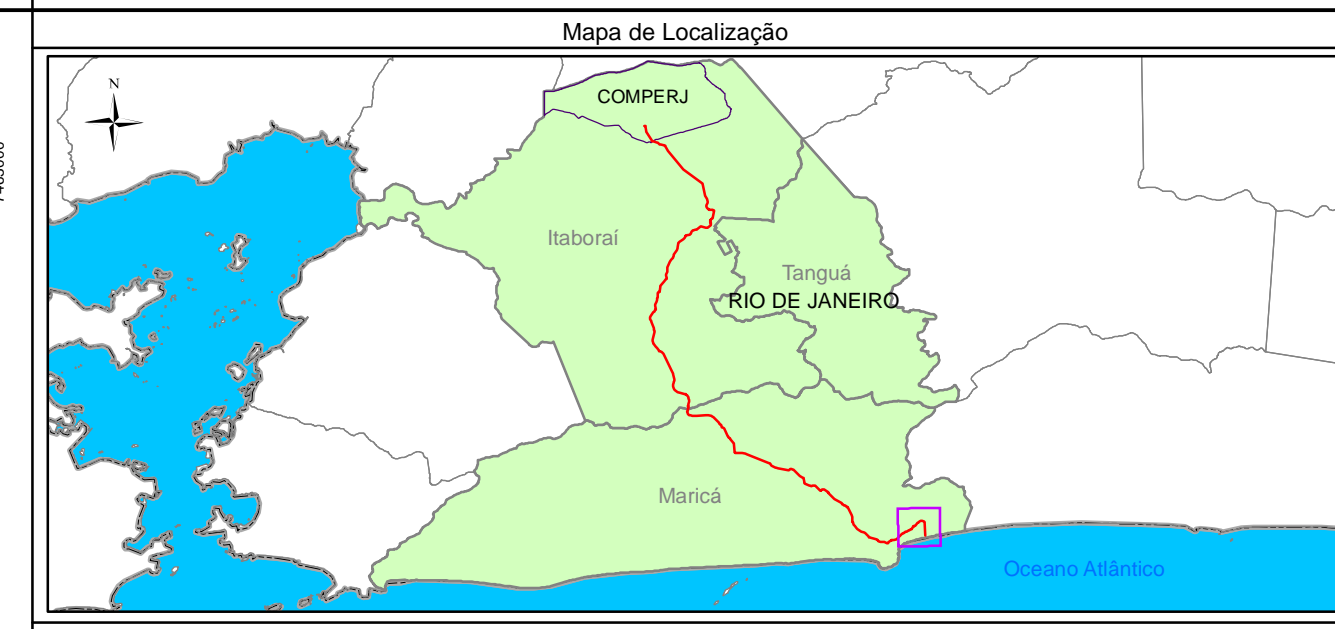 Mapa de Localização
N
COMPERJ
Itaboraí
Tanguá
RIO DE JANEIRO
Maricá
Oceano Atlântico